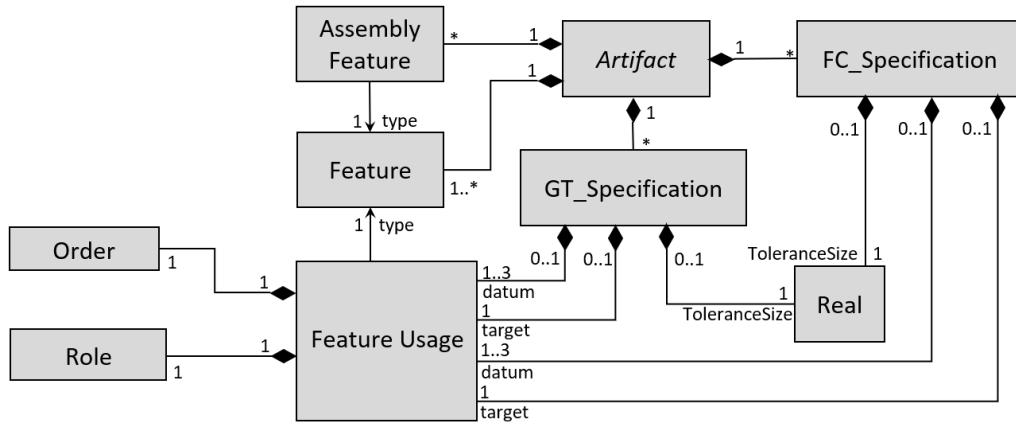 Assembly
Feature
*
1
Artifact
1
*
FC_Specification
1
1
type
1
*
0..1
0..1
0..1
Feature
1..*
GT_Specification
1
type
Order
1
1
0..1
0..1
0..1
ToleranceSize
1
1..3
datum
1
ToleranceSize
Real
1
target
Feature Usage
Role
1
1
1..3
datum
1
target